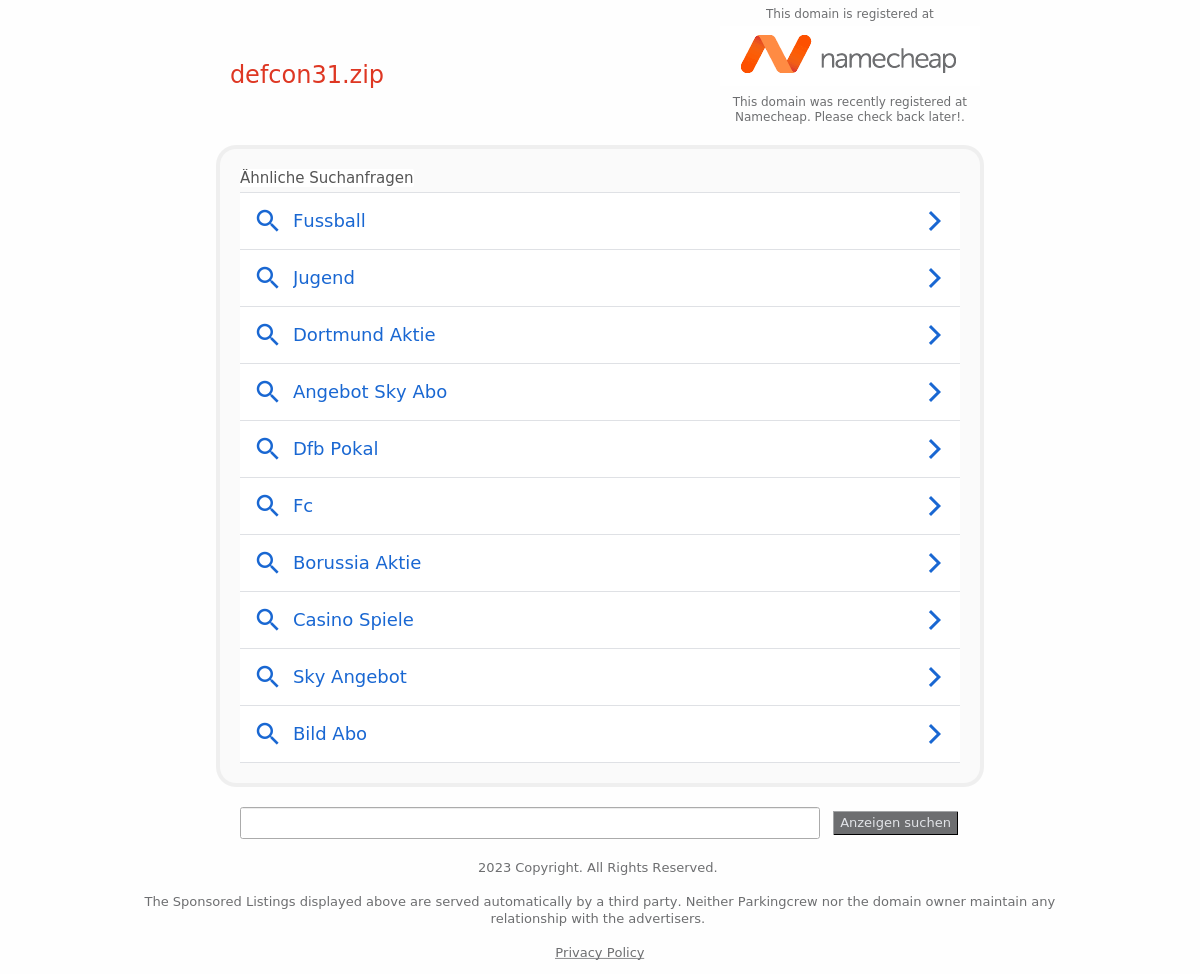 This domain is registered at
defcon31.zip
namecheap
This domain was recently registered at
Namecheap. Please check back later!.
Ähnliche Suchanfragen
Fussball
Jugend
Dortmund Aktie
Angebot Sky Abo
Dfb Pokal
Fc
Borussia Aktie
Casino Spiele
Sky Angebot
Bild Abo
Anzeigen suchen
2023 Copyright. All Rights Reserved.
The Sponsored Listings displayed above are served automatically by a third party. Neither Parkingcrew nor the domain owner maintain any
relationship with the advertisers.
Privacy Policy